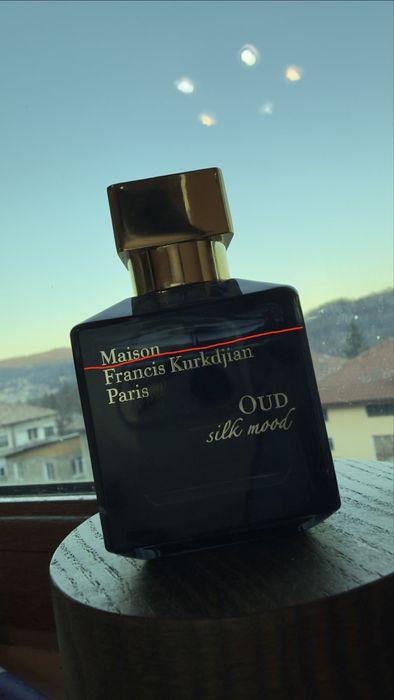 Maison
Francis Kurkdjian
Paris
OUD
silk mood